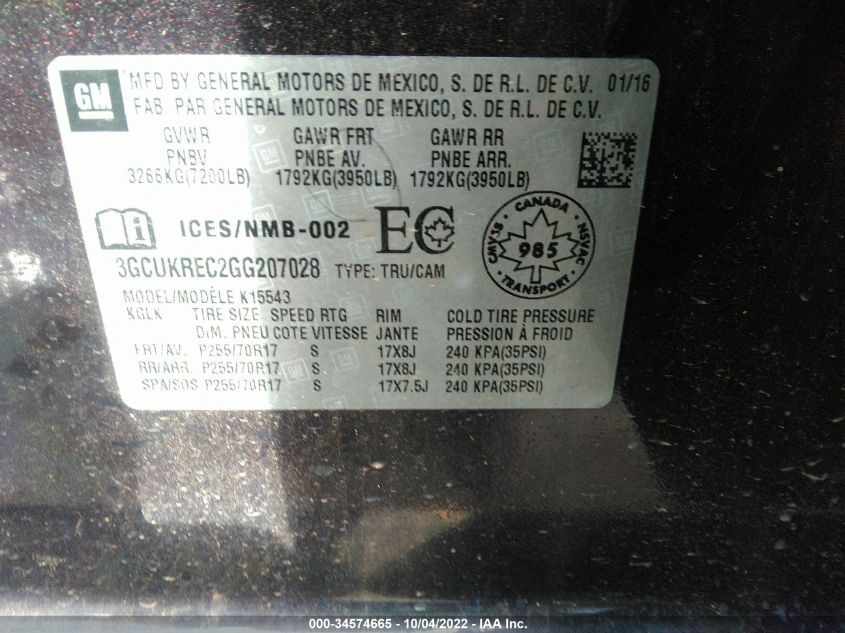 GM
MFD BY GENERAL MOTORS DE MEXICO, S. DE R.L. DE C.V. 01/16
FAB PAR GENERAL MOTORS DE MEXICO, S. DE R.L. DE C.V.
GVWR GAWR FRT GAWR RR
PNBV PNBE AV. PNBE ARR.
3266KG(7200LB) 1792KG(3950LB) 1792KG(3950LB)
ICES/NMB-002 EC
CANADA
CMVSS 985 NSVAC
TRANSPORT
3GCUKREC2GG207028 TYPE: TRU/CAM
MODEL/MODÈLE K15543
KGLK TIRE SIZE SPEED RTG RIM COLD TIRE PRESSURE
DIM. PNEU COTE VITESSE JANTE PRESSION À FROID
FRT/AV. P255/70R17 S 17X8J 240 KPA(35PSI)
RR/ARR. P255/70R17 S 17X8J 240 KPA(35PSI)
SPA/SOS P255/70R17 S 17X7.5J 240 KPA(35PSI)
000-34574665 - 10/04/2022 - IAA Inc.